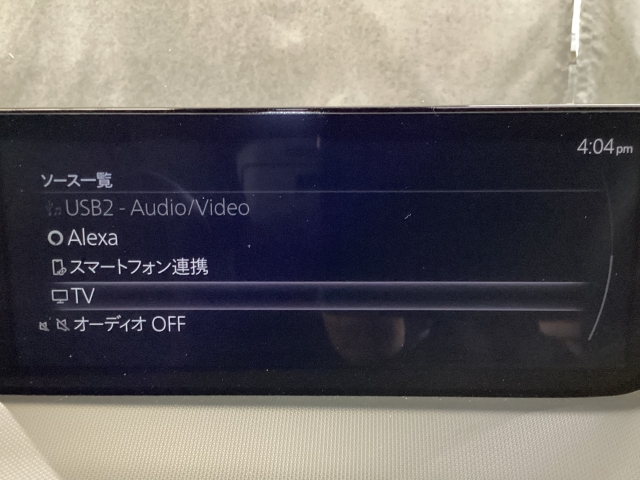 4:04pm
ソース一覧
USB2 - Audio/Video
Alexa
スマートフォン連携
TV
オーディオ OFF